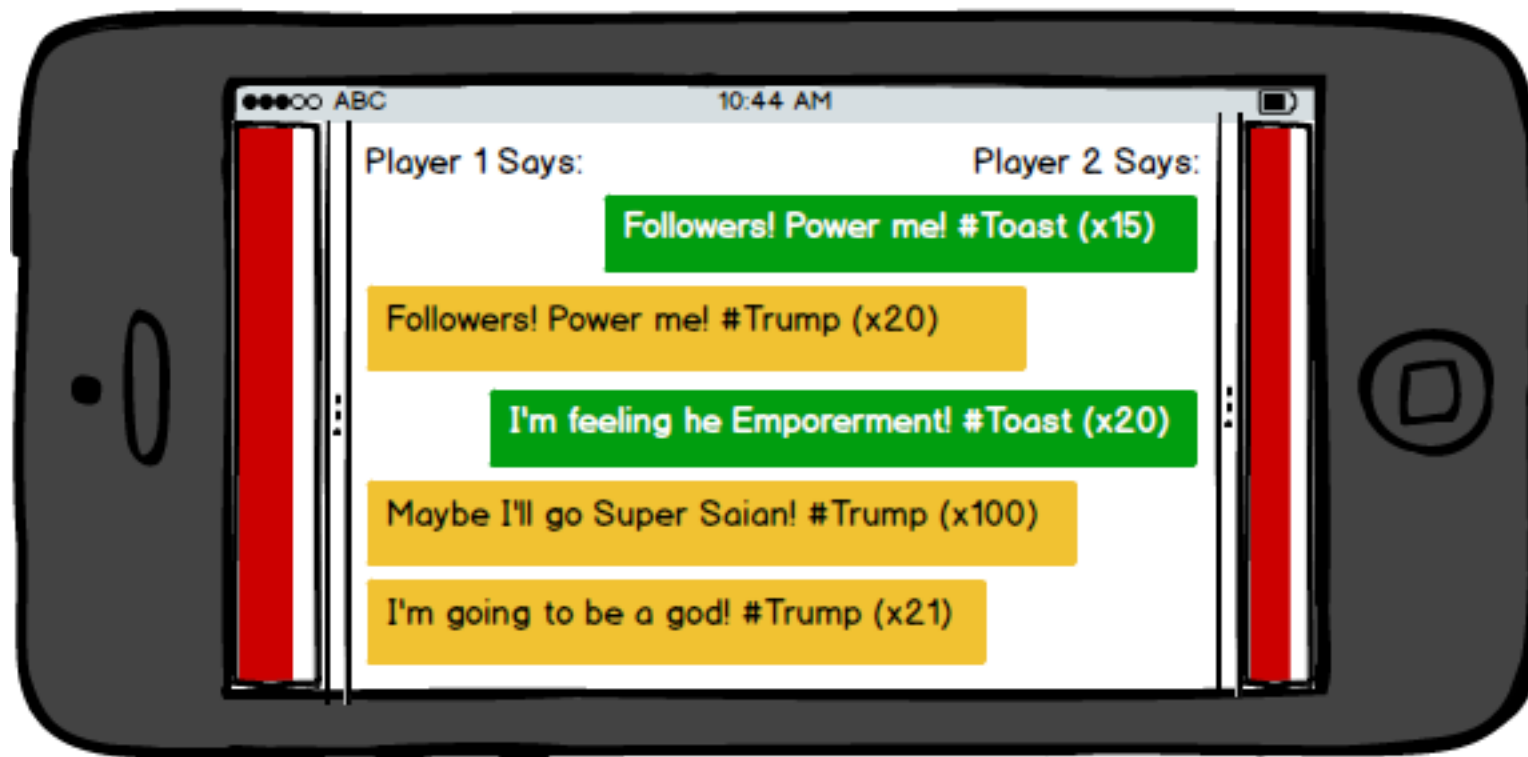 ABC 10:44 AM
Player 1 Says: Player 2 Says:
Followers! Power me! #Toast (x15)
Followers! Power me! #Trump (x20)
I'm feeling he Emporerment! #Toast (x20)
Maybe I'll go Super Saian! #Trump (x100)
I'm going to be a god! #Trump (x21)